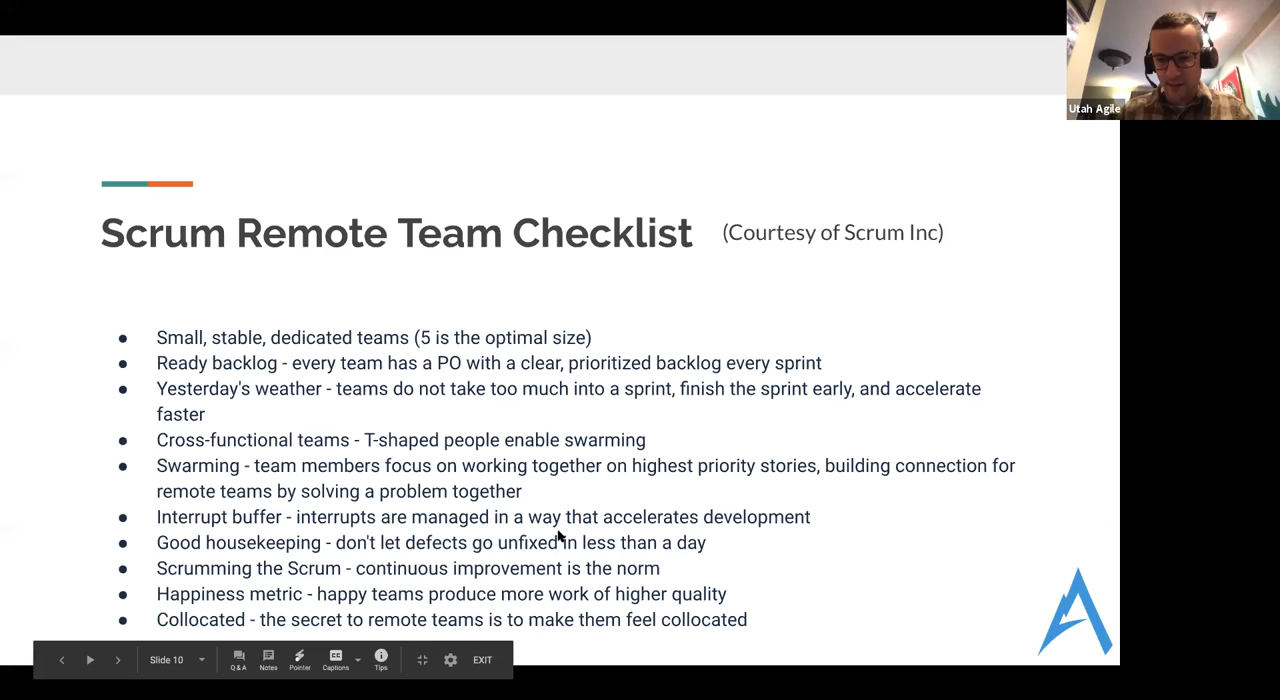 Utah Agile
Scrum Remote Team Checklist (Courtesy of Scrum Inc)
● Small, stable, dedicated teams (5 is the optimal size)
● Ready backlog - every team has a PO with a clear, prioritized backlog every sprint
● Yesterday's weather - teams do not take too much into a sprint, finish the sprint early, and accelerate
faster
● Cross-functional teams - T-shaped people enable swarming
● Swarming - team members focus on working together on highest priority stories, building connection for
remote teams by solving a problem together
● Interrupt buffer - interrupts are managed in a way that accelerates development
● Good housekeeping - don't let defects go unfixed in less than a day
● Scrumming the Scrum - continuous improvement is the norm
● Happiness metric - happy teams produce more work of higher quality
● Collocated - the secret to remote teams is to make them feel collocated
Slide 10 Q & A Notes Pointer Captions Tips EXIT